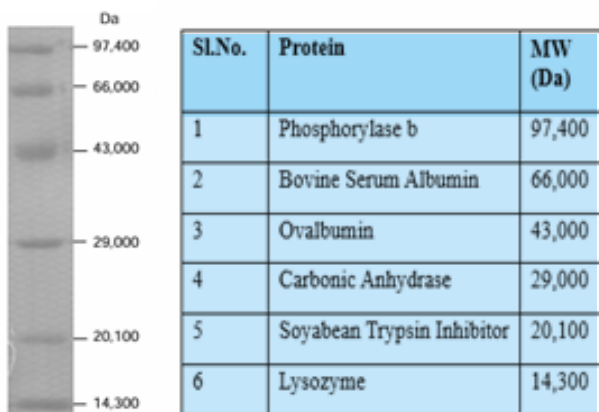 Da
97,400
66,000
43,000
29,000
20,100
14,300
Sl.No. Protein MW (Da)
1 Phosphorylase b 97,400
2 Bovine Serum Albumin 66,000
3 Ovalbumin 43,000
4 Carbonic Anhydrase 29,000
5 Soyabean Trypsin Inhibitor 20,100
6 Lysozyme 14,300